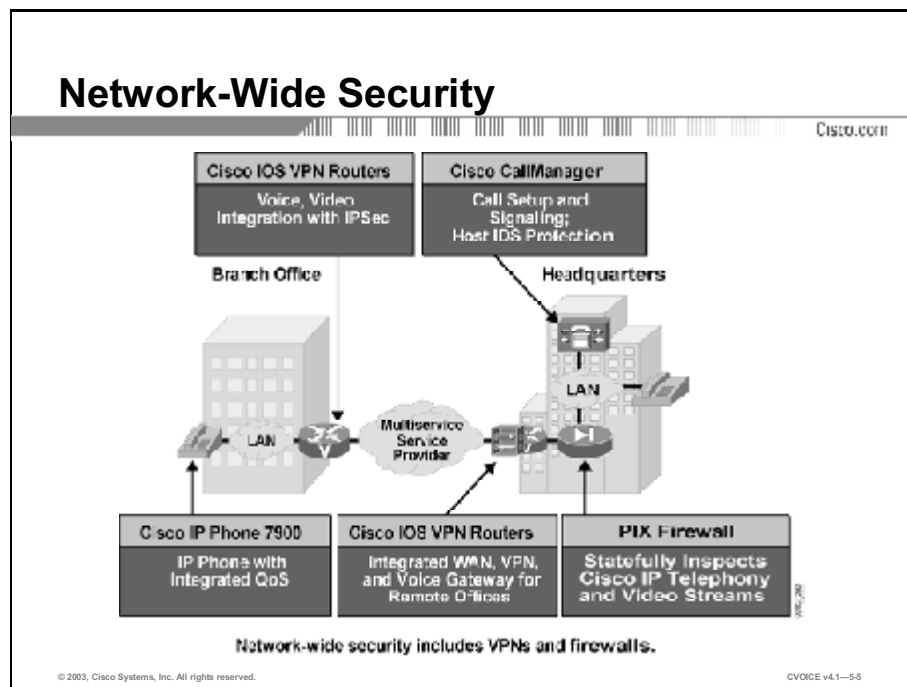 Network-Wide Security
Cisco.com
Cisco IOS VPN Routers
Voice, Video
Integration with IPSec
Cisco CallManager
Call Setup and
Signaling;
Host IDS Protection
Branch Office
Headquarters
LAN
Multiservice
Service
Provider
LAN
Cisco IP Phone 7900
IP Phone with
Integrated QoS
Cisco IOS VPN Routers
Integrated WAN, VPN,
and Voice Gateway for
Remote Offices
PIX Firewall
Statefully Inspects
Cisco IP Telephony
and Video Streams
Network-wide security includes VPNs and firewalls.
© 2003, Cisco Systems, Inc. All rights reserved.
CVOICE v4.1—5-5